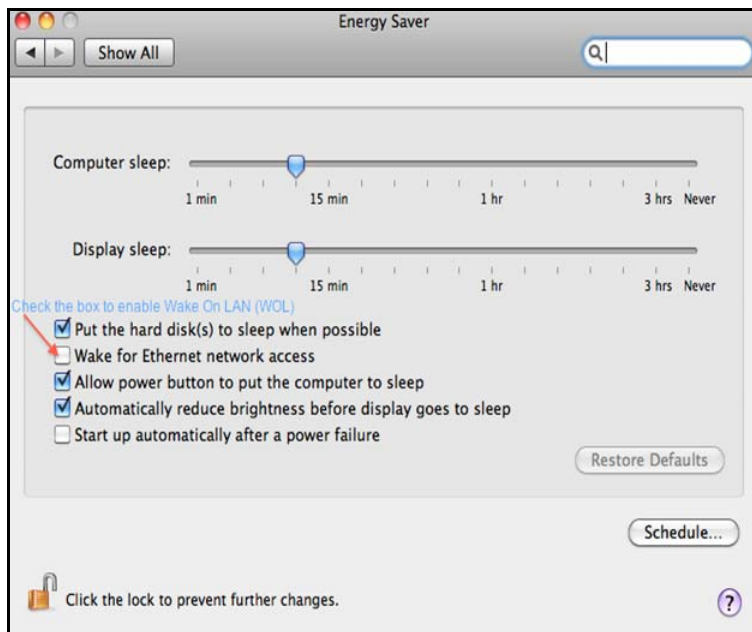 Energy Saver
Show All
Computer sleep:
1 min 15 min 1 hr 3 hrs Never
Display sleep:
1 min 15 min 1 hr 3 hrs Never
Check the box to enable Wake On LAN (WOL)
Put the hard disk(s) to sleep when possible
Wake for Ethernet network access
Allow power button to put the computer to sleep
Automatically reduce brightness before display goes to sleep
Start up automatically after a power failure
Restore Defaults
Schedule...
Click the lock to prevent further changes.
?